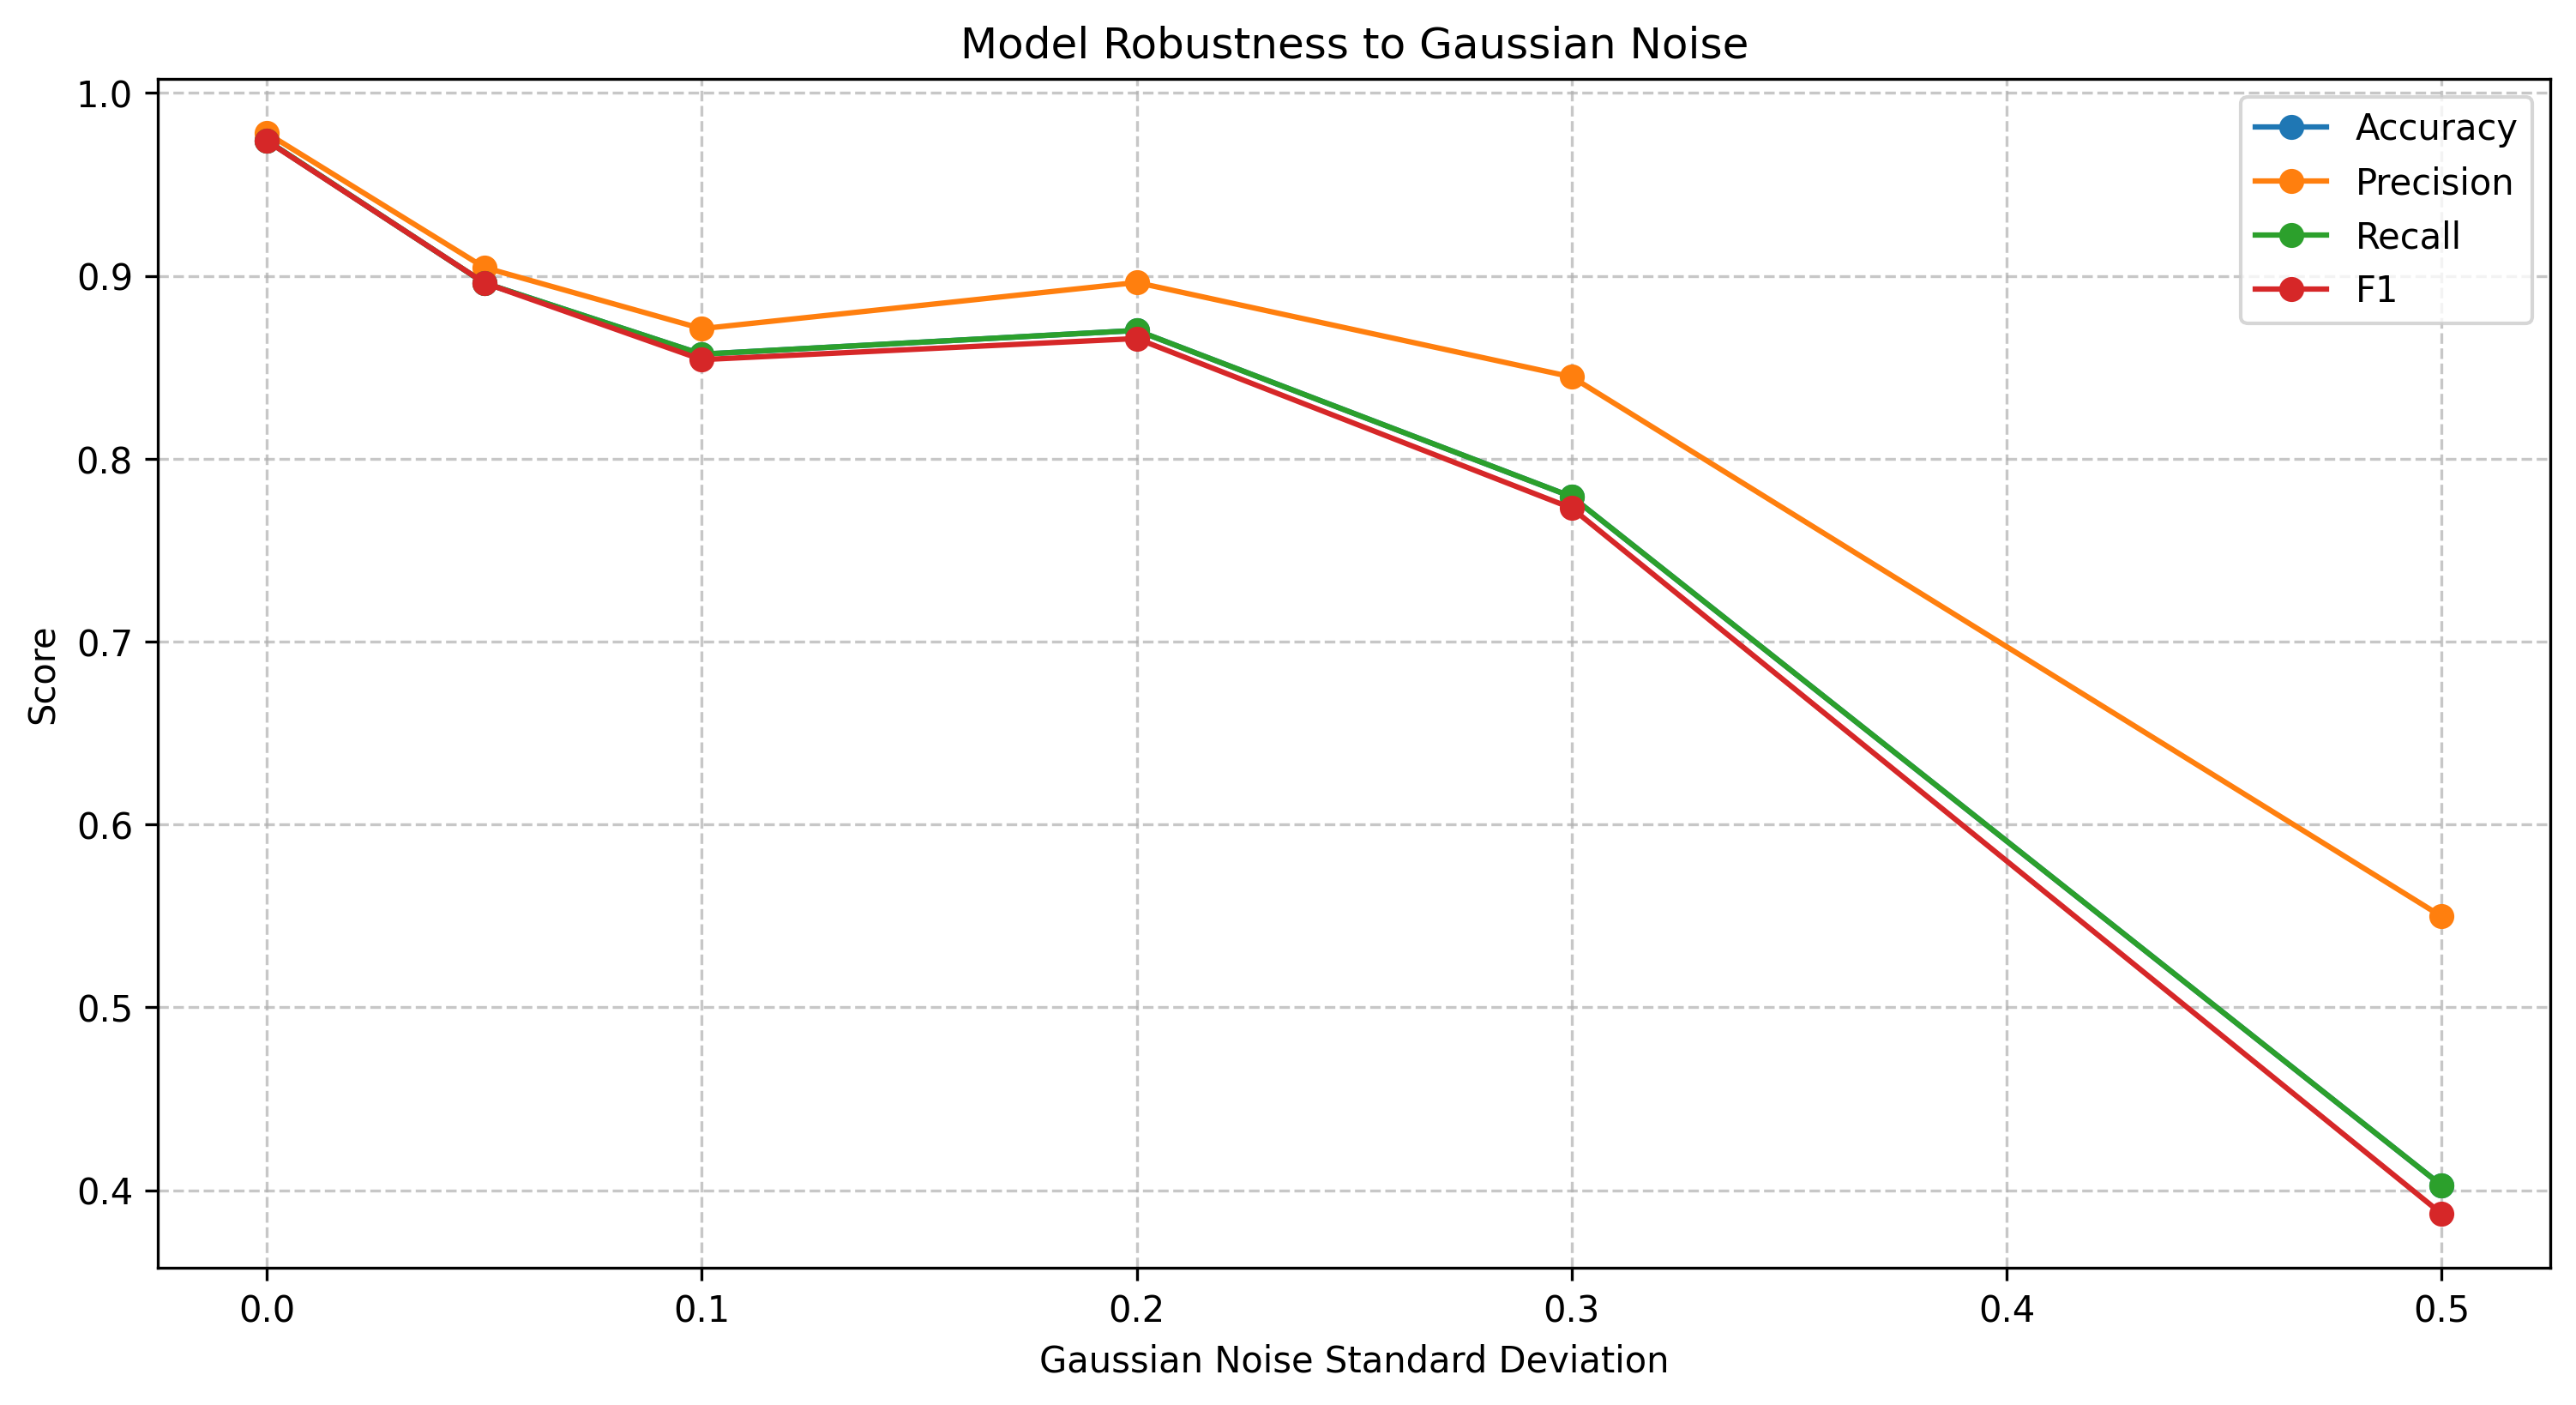 Model Robustness to Gaussian Noise
1.0
0.9
0.8
0.7
0.6
0.5
0.4
Score
Accuracy
Precision
Recall
F1
0.0 0.1 0.2 0.3 0.4 0.5
Gaussian Noise Standard Deviation